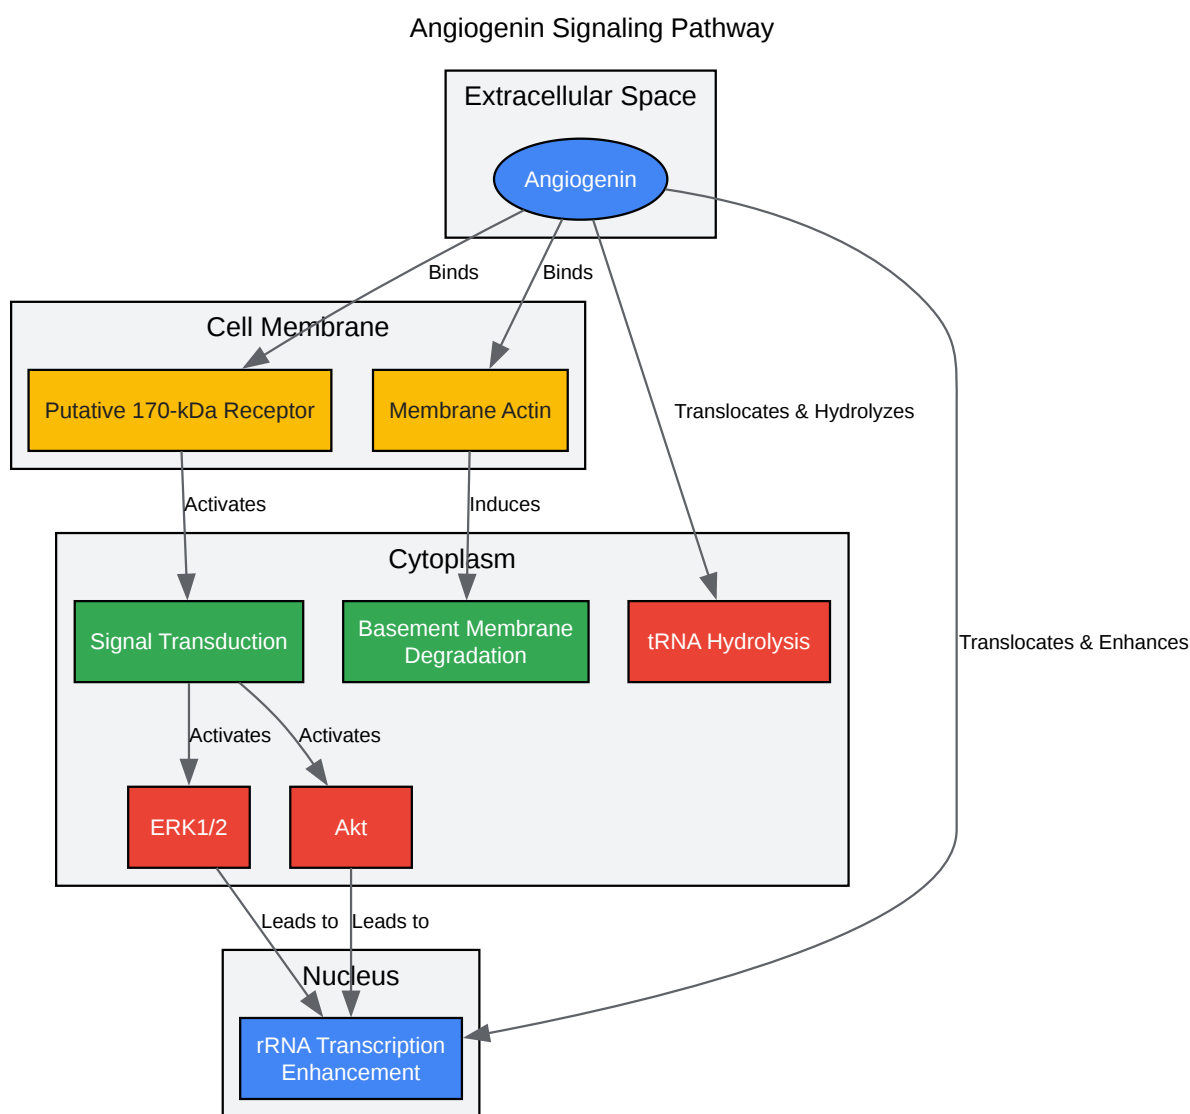 Angiogenin Signaling Pathway
Extracellular Space
Angiogenin
Binds
Binds
Cell Membrane
Putative 170-kDa Receptor
Membrane Actin
Translocates & Hydrolyzes
Activates
Induces
Cytoplasm
Signal Transduction
Basement Membrane
Degradation
tRNA Hydrolysis
Translocates & Enhances
Activates
Activates
ERK1/2
Akt
Leads to
Leads to
Nucleus
rRNA Transcription
Enhancement